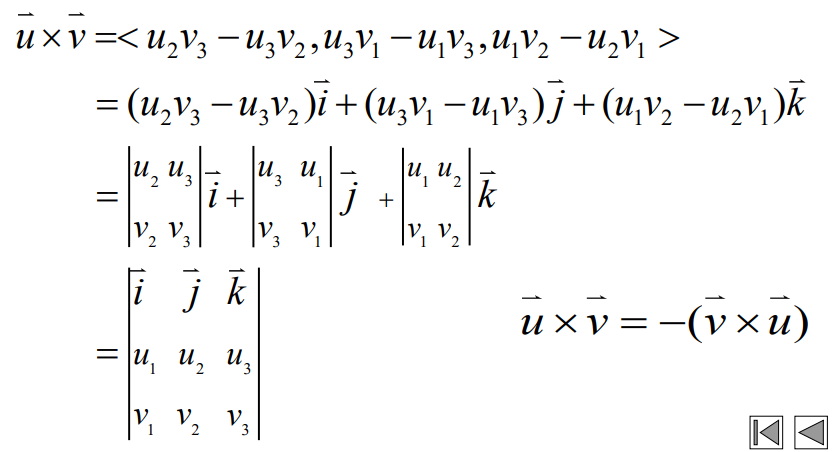 u⃗ × v⃗ =< u₂v₃ − u₃v₂, u₃v₁ − u₁v₃, u₁v₂ − u₂v₁ >
= (u₂v₃ − u₃v₂)i⃗ + (u₃v₁ − u₁v₃)j⃗ + (u₁v₂ − u₂v₁)k⃗
= |u₂ u₃; v₂ v₃| i⃗ + |u₃ u₁; v₃ v₁| j⃗ + |u₁ u₂; v₁ v₂| k⃗
= |i⃗ j⃗ k⃗; u₁ u₂ u₃; v₁ v₂ v₃|
u⃗ × v⃗ = −(v⃗ × u⃗)